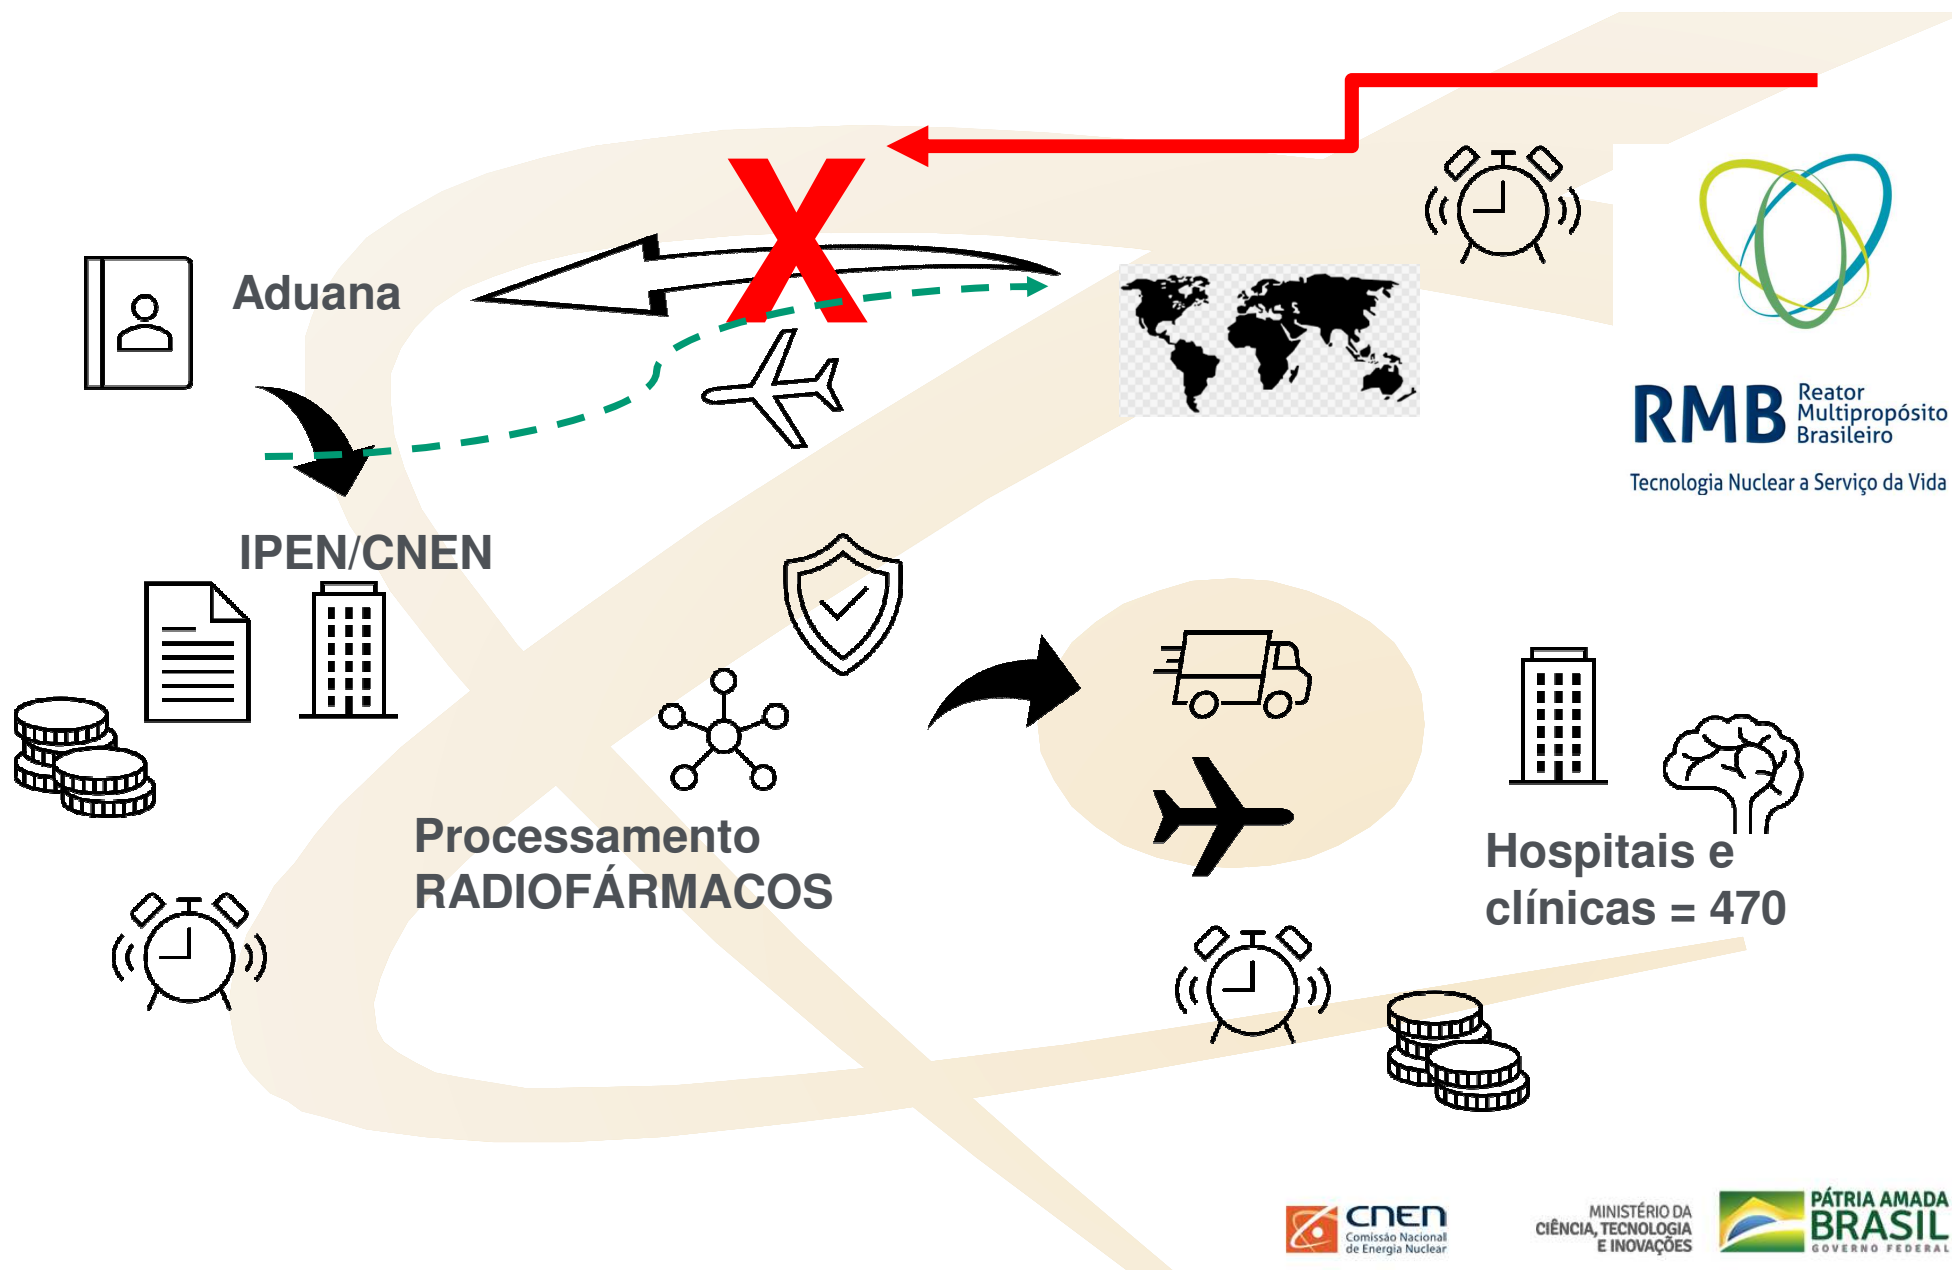 X
Aduana
RMB
Reator
Multipropósito
Brasileiro
Tecnologia Nuclear a Serviço da Vida
IPEN/CNEN
Processamento
RADIOFÁRMACOS
Hospitais e
clínicas = 470
CNEN
Comissão Nacional
de Energia Nuclear
MINISTÉRIO DA
CIÊNCIA, TECNOLOGIA
E INOVAÇÕES
PÁTRIA AMADA
BRASIL
GOVERNO FEDERAL